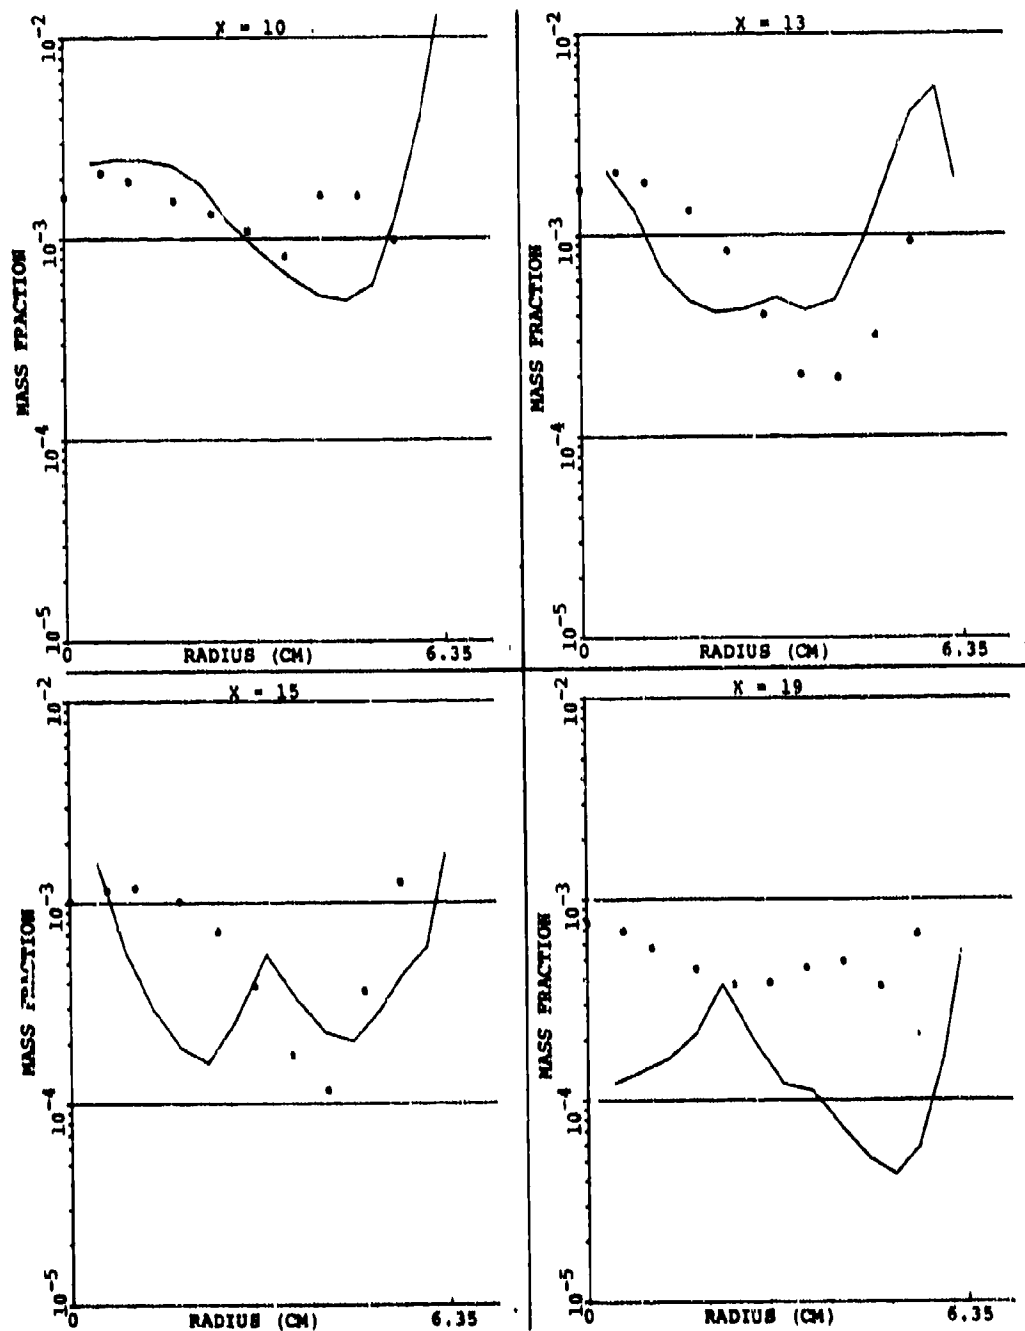 X = 10
10-2
10-3
10-4
10-5
MASS FRACTION
0
RADIUS (CM)
6.35
X = 13
10-2
10-3
10-4
10-5
MASS FRACTION
0
RADIUS (CM)
6.35
X = 15
10-2
10-3
10-4
10-5
MASS FRACTION
0
RADIUS (CM)
6.35
X = 19
10-2
10-3
10-4
10-5
MASS FRACTION
0
RADIUS (CM)
6.35